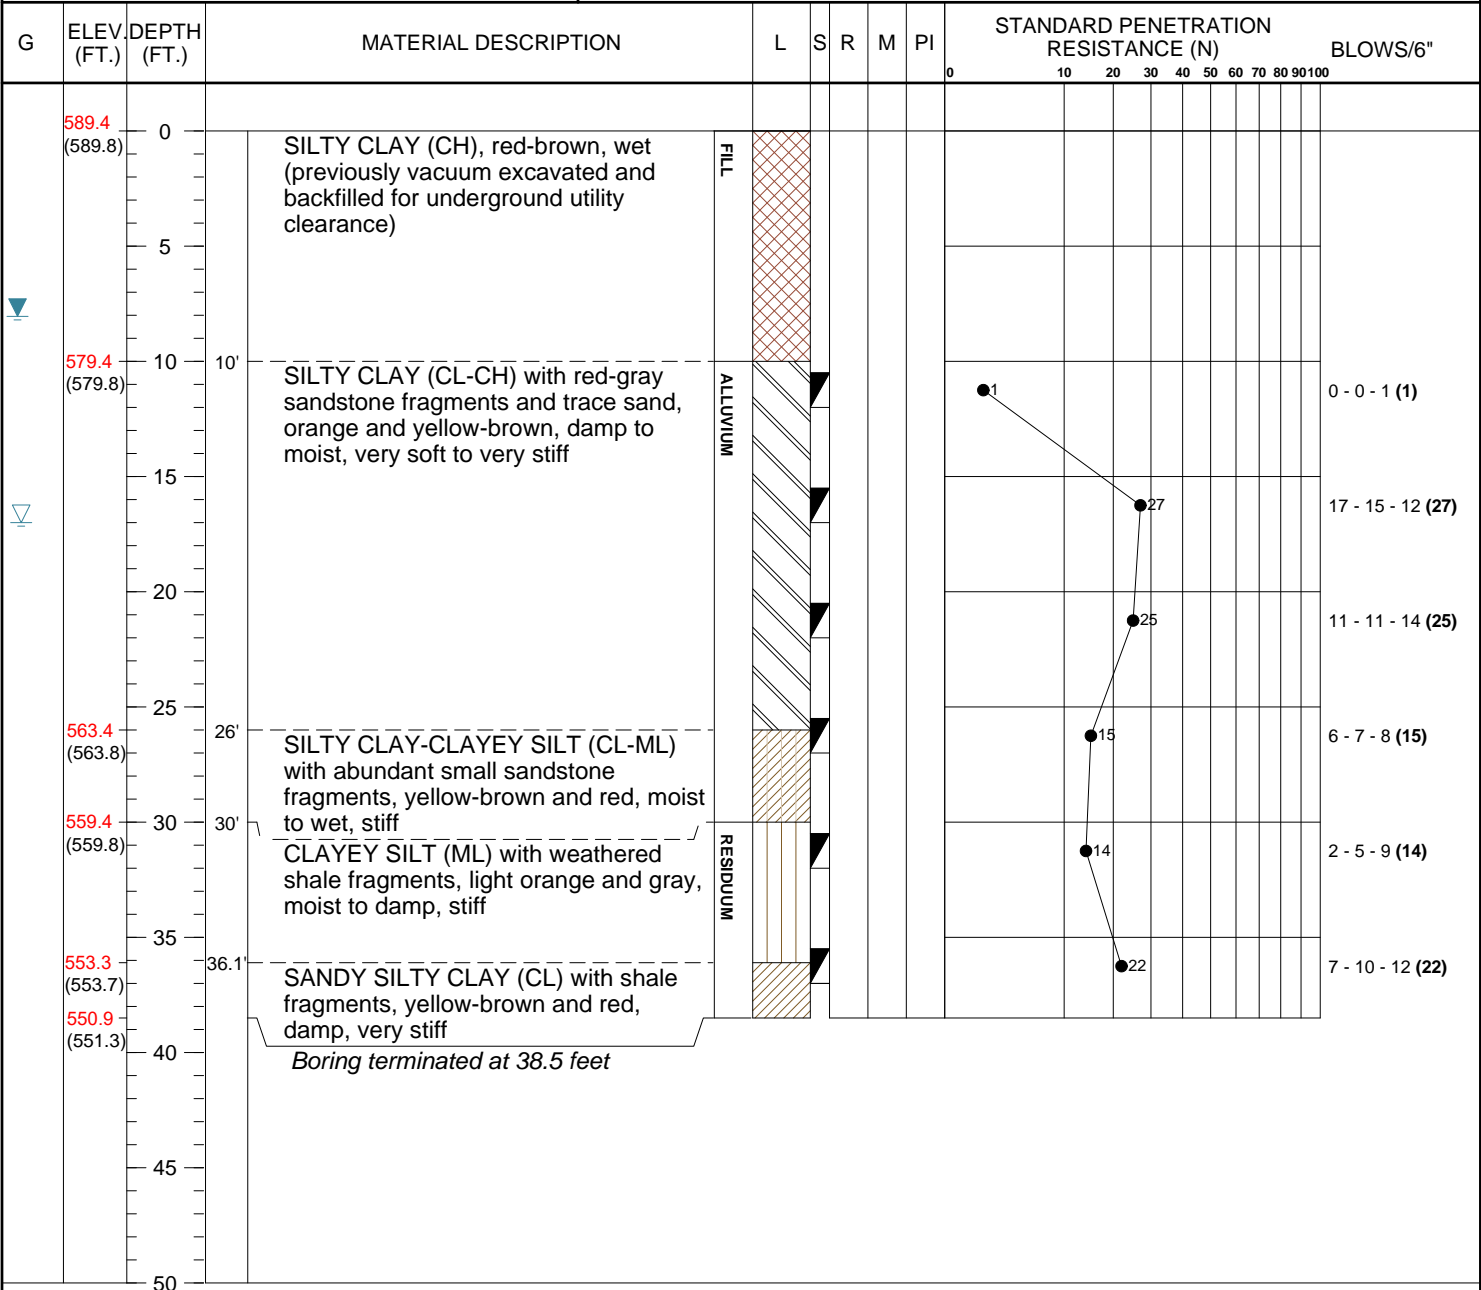 G
ELEV. (FT.)
DEPTH (FT.)
MATERIAL DESCRIPTION
L
S
R
M
PI
STANDARD PENETRATION
RESISTANCE (N)
0 10 20 30 40 50 60 70 80 90 100
BLOWS/6"
589.4
(589.8)
0
SILTY CLAY (CH), red-brown, wet
(previously vacuum excavated and
backfilled for underground utility
clearance)
FILL
5
579.4
(579.8)
10
10'
SILTY CLAY (CL-CH) with red-gray
sandstone fragments and trace sand,
orange and yellow-brown, damp to
moist, very soft to very stiff
ALLUVIUM
1
0 - 0 - 1 (1)
15
27
17 - 15 - 12 (27)
20
25
11 - 11 - 14 (25)
25
563.4
(563.8)
26'
SILTY CLAY-CLAYEY SILT (CL-ML)
with abundant small sandstone
fragments, yellow-brown and red, moist
to wet, stiff
15
6 - 7 - 8 (15)
559.4
(559.8)
30
30'
CLAYEY SILT (ML) with weathered
shale fragments, light orange and gray,
moist to damp, stiff
RESIDUUM
14
2 - 5 - 9 (14)
35
553.3
(553.7)
36.1'
SANDY SILTY CLAY (CL) with shale
fragments, yellow-brown and red,
damp, very stiff
22
7 - 10 - 12 (22)
550.9
(551.3)
Boring terminated at 38.5 feet
40
45
50